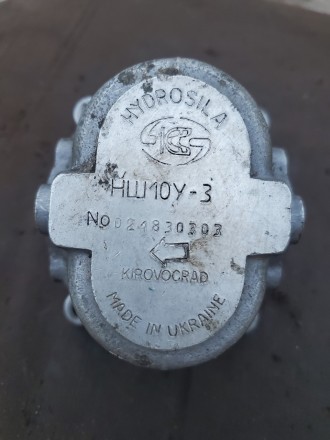 HYDROSILA
НШ10У-3
No 021830303
KIROVOGRAD
MADE IN UKRAINE